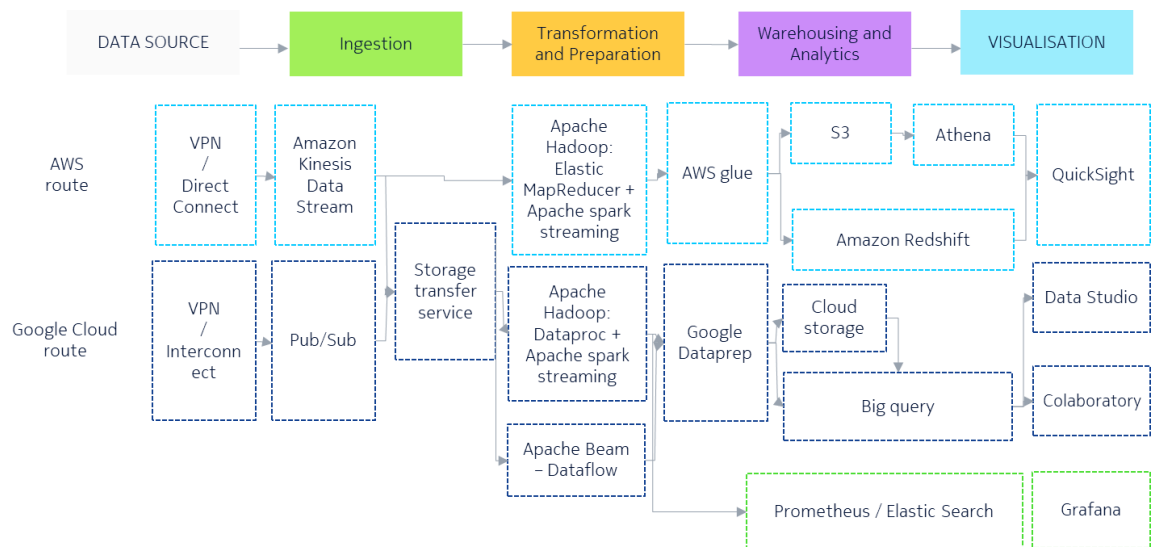 DATA SOURCE
Ingestion
Transformation
and Preparation
Warehousing and
Analytics
VISUALISATION
AWS
route
VPN
/
Direct
Connect
Amazon
Kinesis
Data
Stream
Apache
Hadoop:
Elastic
MapReducer +
Apache spark
streaming
AWS glue
S3
Athena
Amazon Redshift
QuickSight
Google Cloud
route
VPN
/
Interconn
ect
Pub/Sub
Storage
transfer
service
Apache
Hadoop:
Dataproc +
Apache spark
streaming
Apache Beam
– Dataflow
Google
Dataprep
Cloud
storage
Big query
Data Studio
Colaboratory
Prometheus / Elastic Search
Grafana